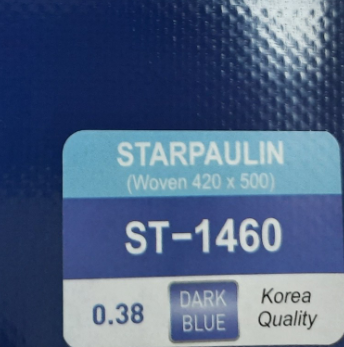 STARPAULIN
(Woven 420 x 500)
ST-1460
0.38
DARK
BLUE
Korea
Quality